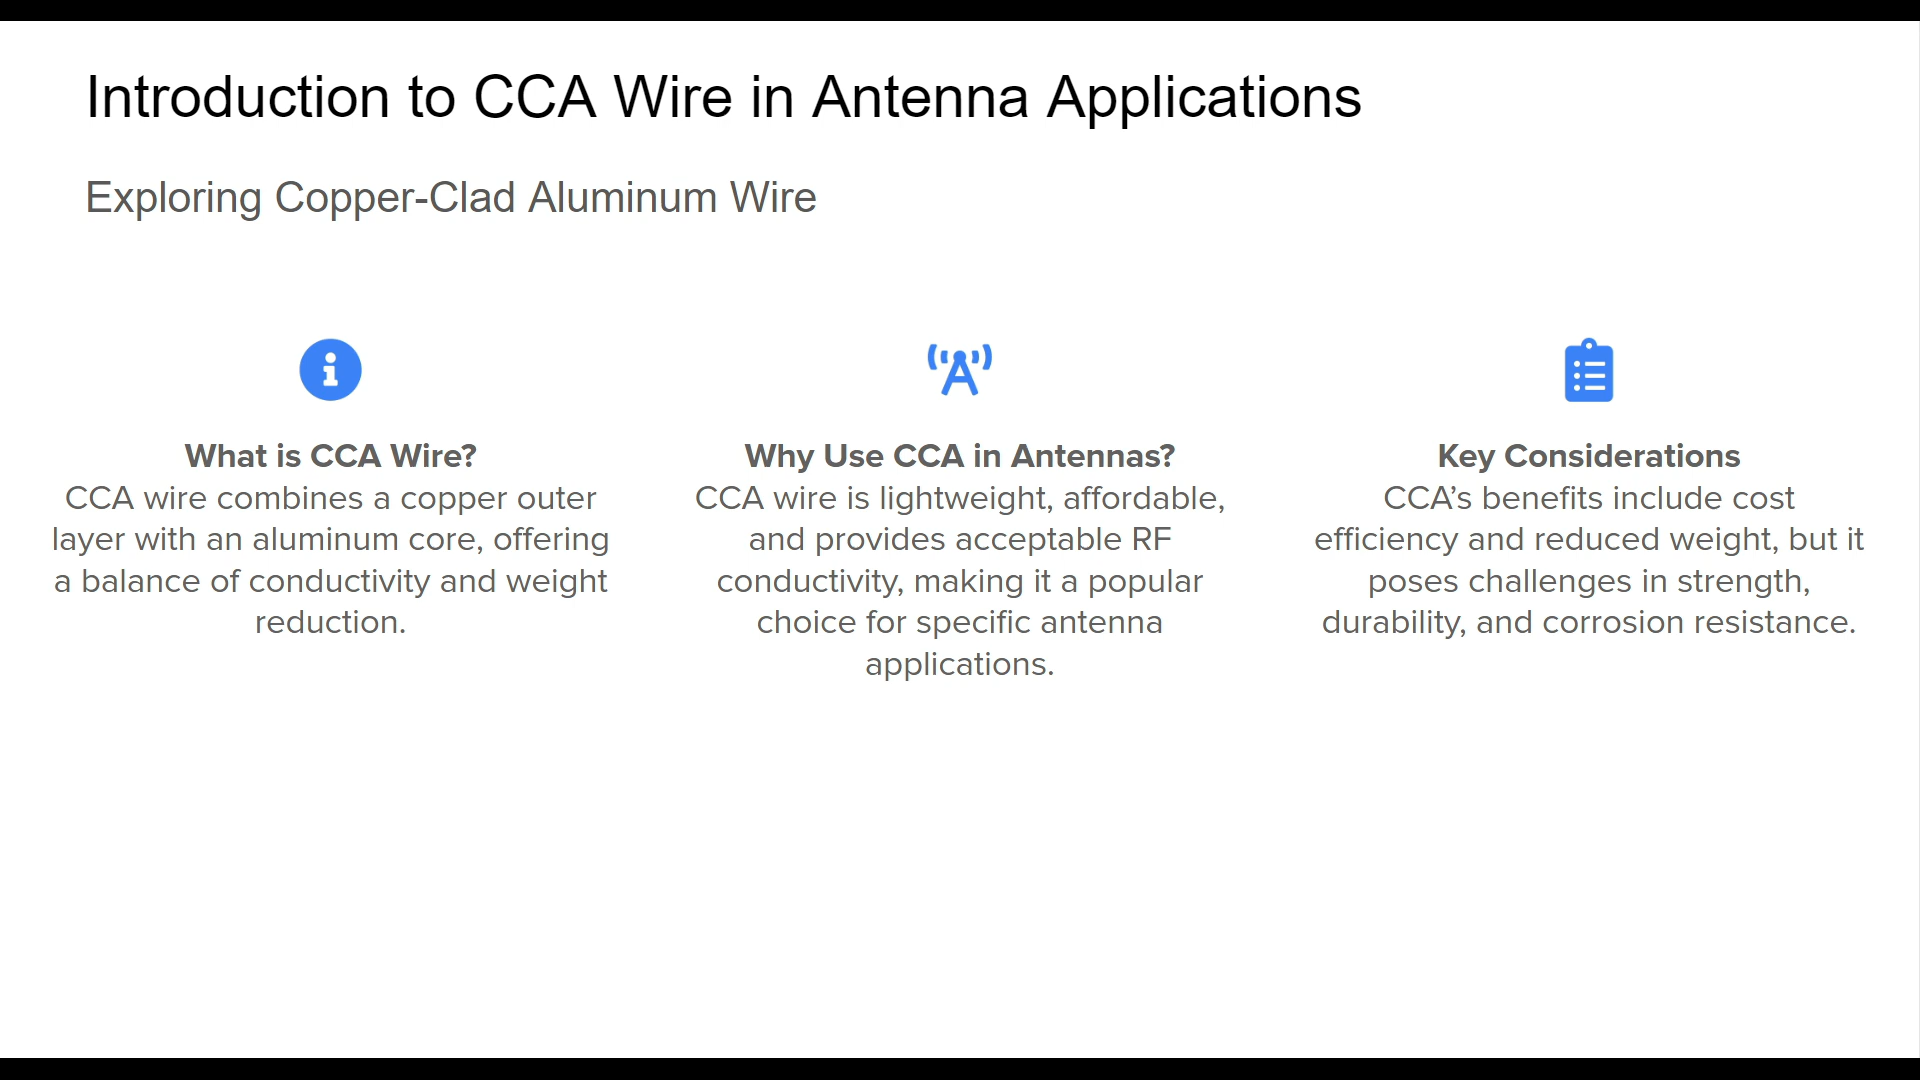 Introduction to CCA Wire in Antenna Applications
Exploring Copper-Clad Aluminum Wire
What is CCA Wire?
CCA wire combines a copper outer
layer with an aluminum core, offering
a balance of conductivity and weight
reduction.
Why Use CCA in Antennas?
CCA wire is lightweight, affordable,
and provides acceptable RF
conductivity, making it a popular
choice for specific antenna
applications.
Key Considerations
CCA’s benefits include cost
efficiency and reduced weight, but it
poses challenges in strength,
durability, and corrosion resistance.